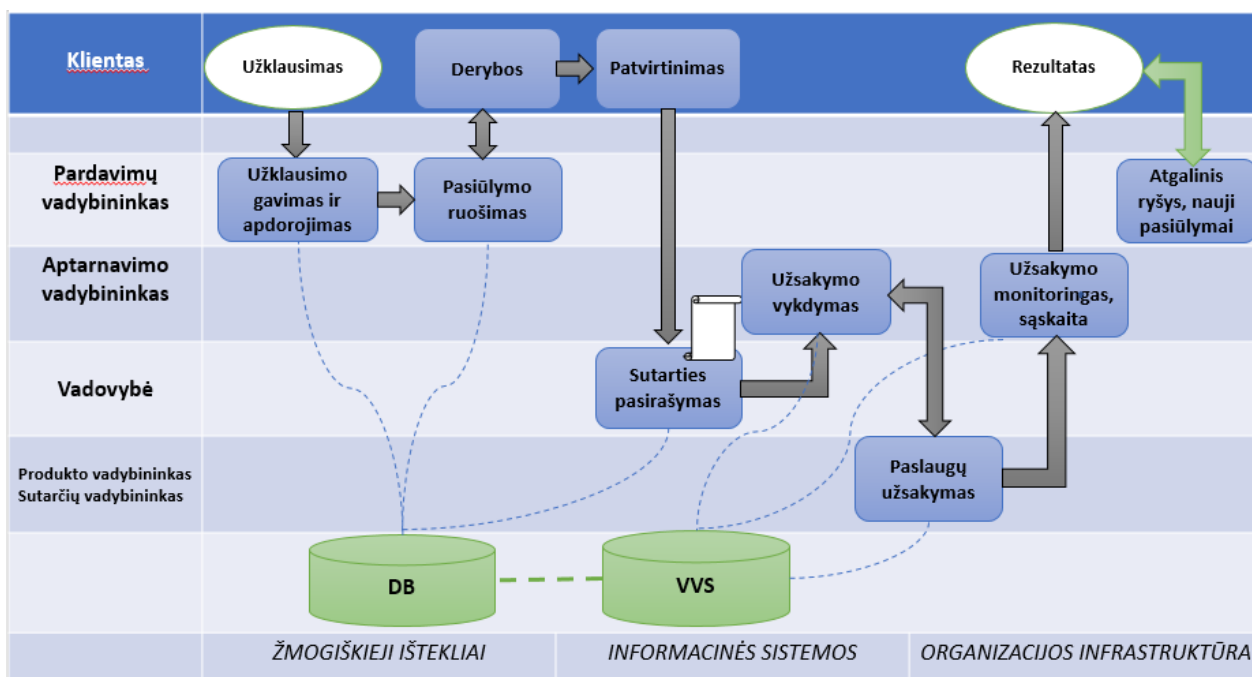 Klientas
Užklausimas
Derybos
Patvirtinimas
Rezultatas
Pardavimų
vadybininkas
Užklausimo
gavimas ir
apdorojimas
Pasiūlymo
ruošimas
Atgalinis
ryšys, nauji
pasiūlymai
Aptarnavimo
vadybininkas
Užsakymo
vykdymas
Užsakymo
monitoringas,
sąskaita
Vadovybė
Sutarties
pasirašymas
Produkto vadybininkas
Sutarčių vadybininkas
Paslaugų
užsakymas
DB
VVS
ŽMOGIŠKIEJI IŠTEKLIAI
INFORMACINĖS SISTEMOS
ORGANIZACIJOS INFRASTRUKTŪRA